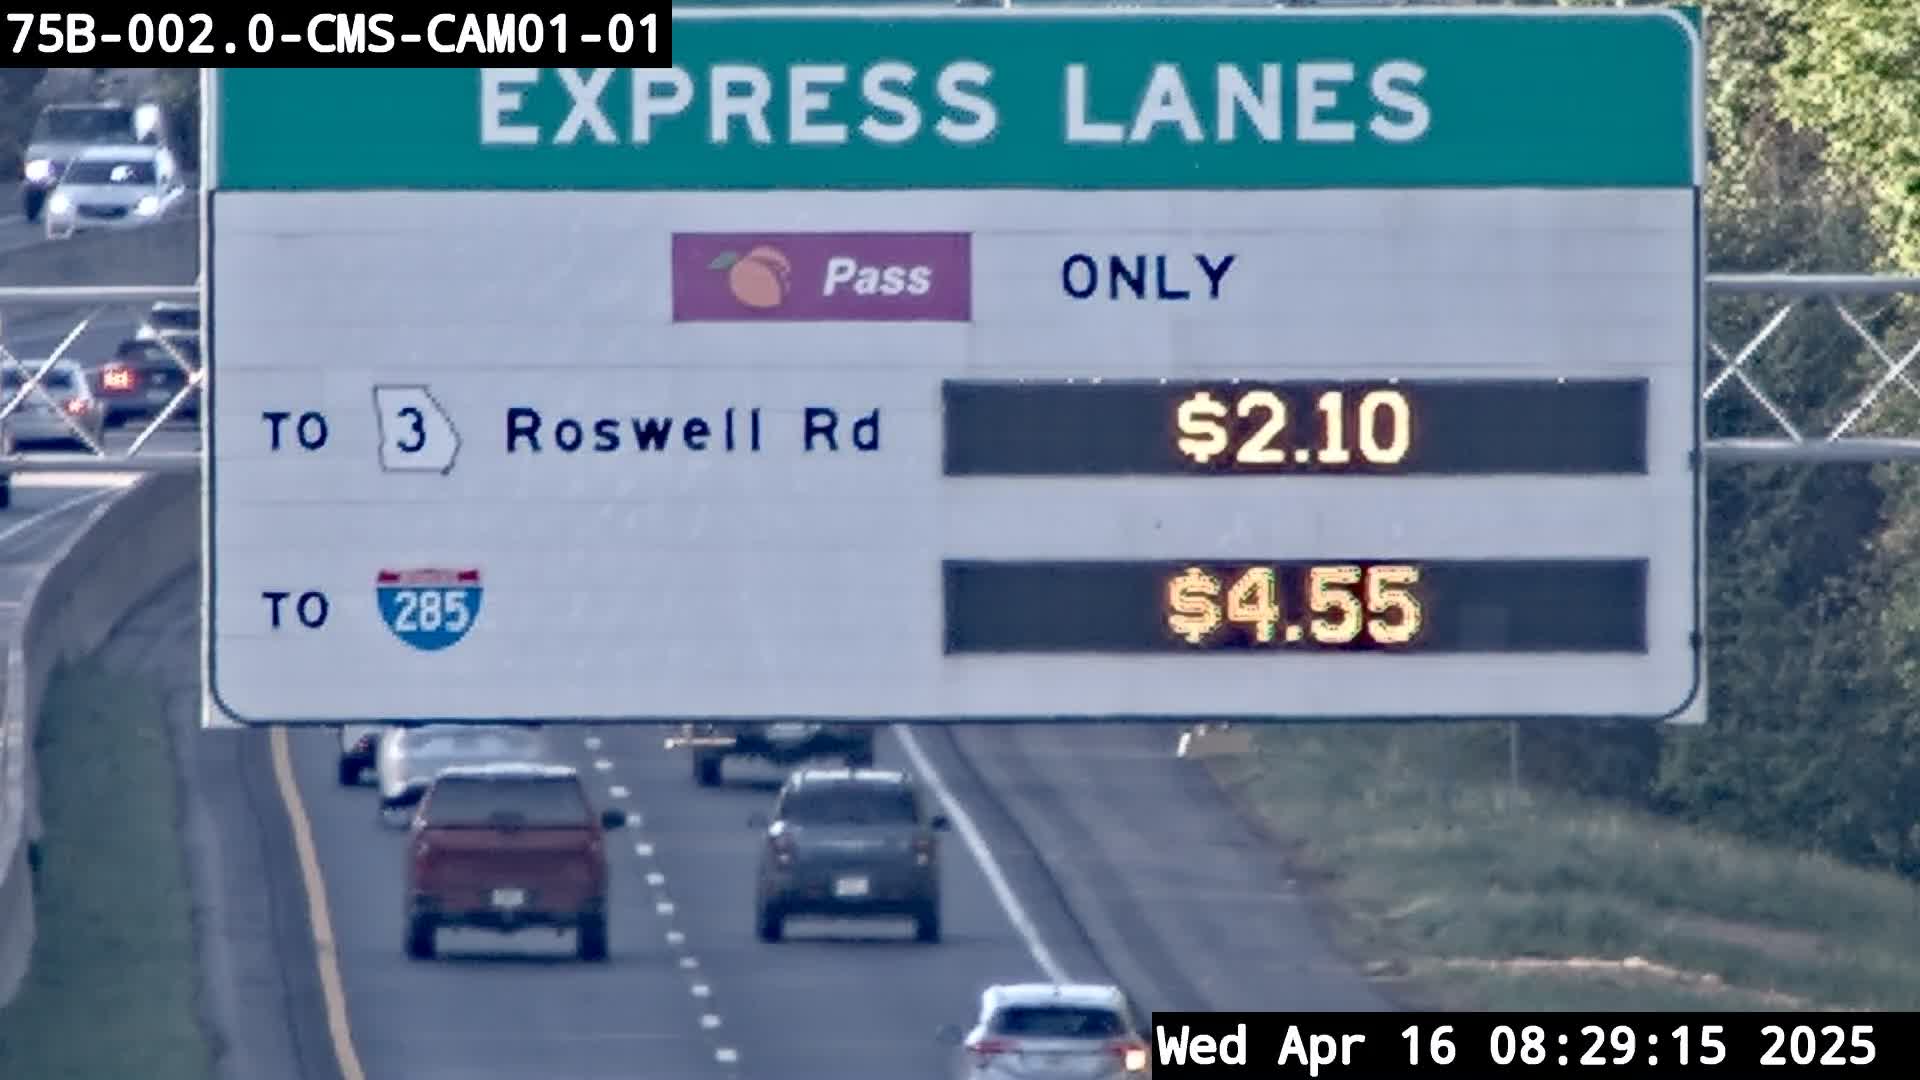 75B-002.0-CMS-CAM01-01
EXPRESS LANES
Pass ONLY
TO 3 Roswell Rd $2.10
TO 285 $4.55
Wed Apr 16 08:29:15 2025